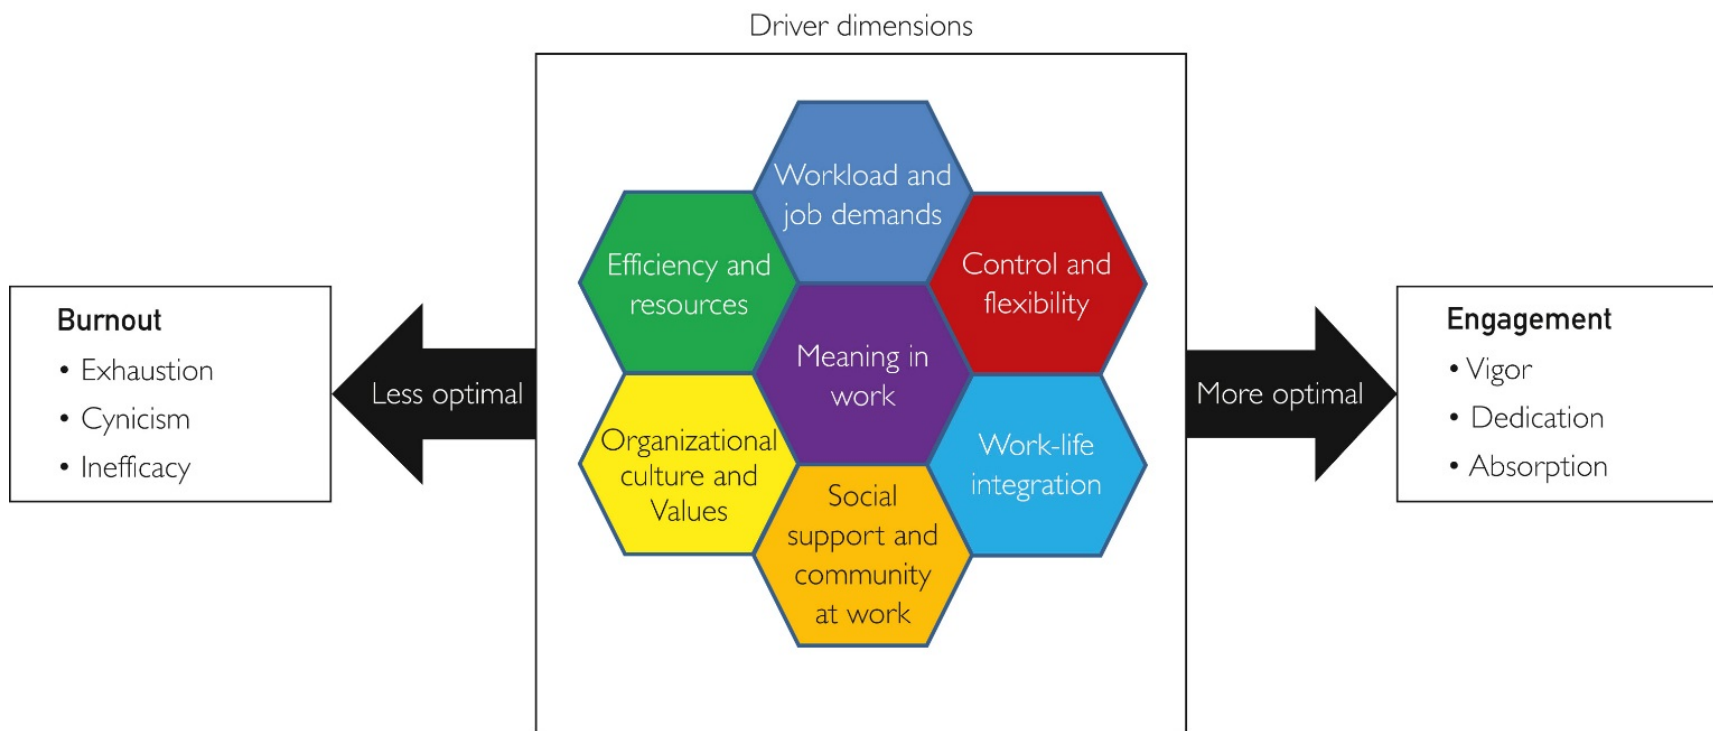 Driver dimensions
Workload and
job demands
Efficiency and
resources
Control and
flexibility
Meaning in
work
Organizational
culture and
Values
Work-life
integration
Social
support and
community
at work
Burnout
• Exhaustion
• Cynicism
• Inefficacy
Less optimal
More optimal
Engagement
• Vigor
• Dedication
• Absorption